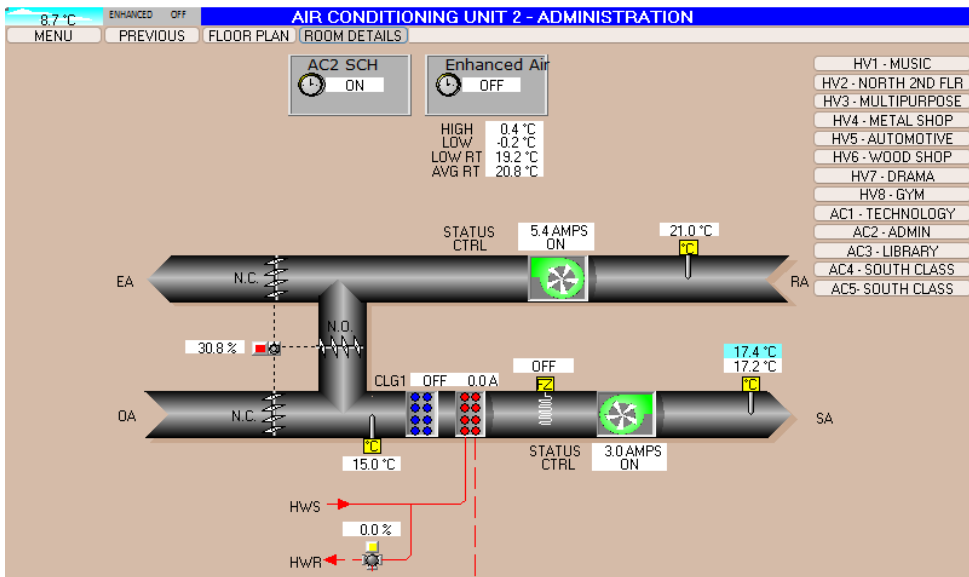 8.7 °C ENHANCED OFF AIR CONDITIONING UNIT 2 - ADMINISTRATION
MENU PREVIOUS FLOOR PLAN ROOM DETAILS
AC2 SCH
ON
Enhanced Air
OFF
HIGH 0.4 °C
LOW -0.2 °C
LOW RT 19.2 °C
AVG RT 20.8 °C
HV1 - MUSIC
HV2 - NORTH 2ND FLR
HV3 - MULTIPURPOSE
HV4 - METAL SHOP
HV5 - AUTOMOTIVE
HV6 - WOOD SHOP
HV7 - DRAMA
HV8 - GYM
AC1 - TECHNOLOGY
AC2 - ADMIN
AC3 - LIBRARY
AC4 - SOUTH CLASS
AC5- SOUTH CLASS
STATUS 5.4 AMPS
CTRL ON
21.0 °C
°C
EA
N.C.
RA
N.O.
30.8 %
CLG1 OFF 0.0 A
OFF
FZ
17.4 °C
17.2 °C
°C
OA
N.C.
SA
°C
15.0 °C
STATUS 3.0 AMPS
CTRL ON
HWS
0.0 %
HWR